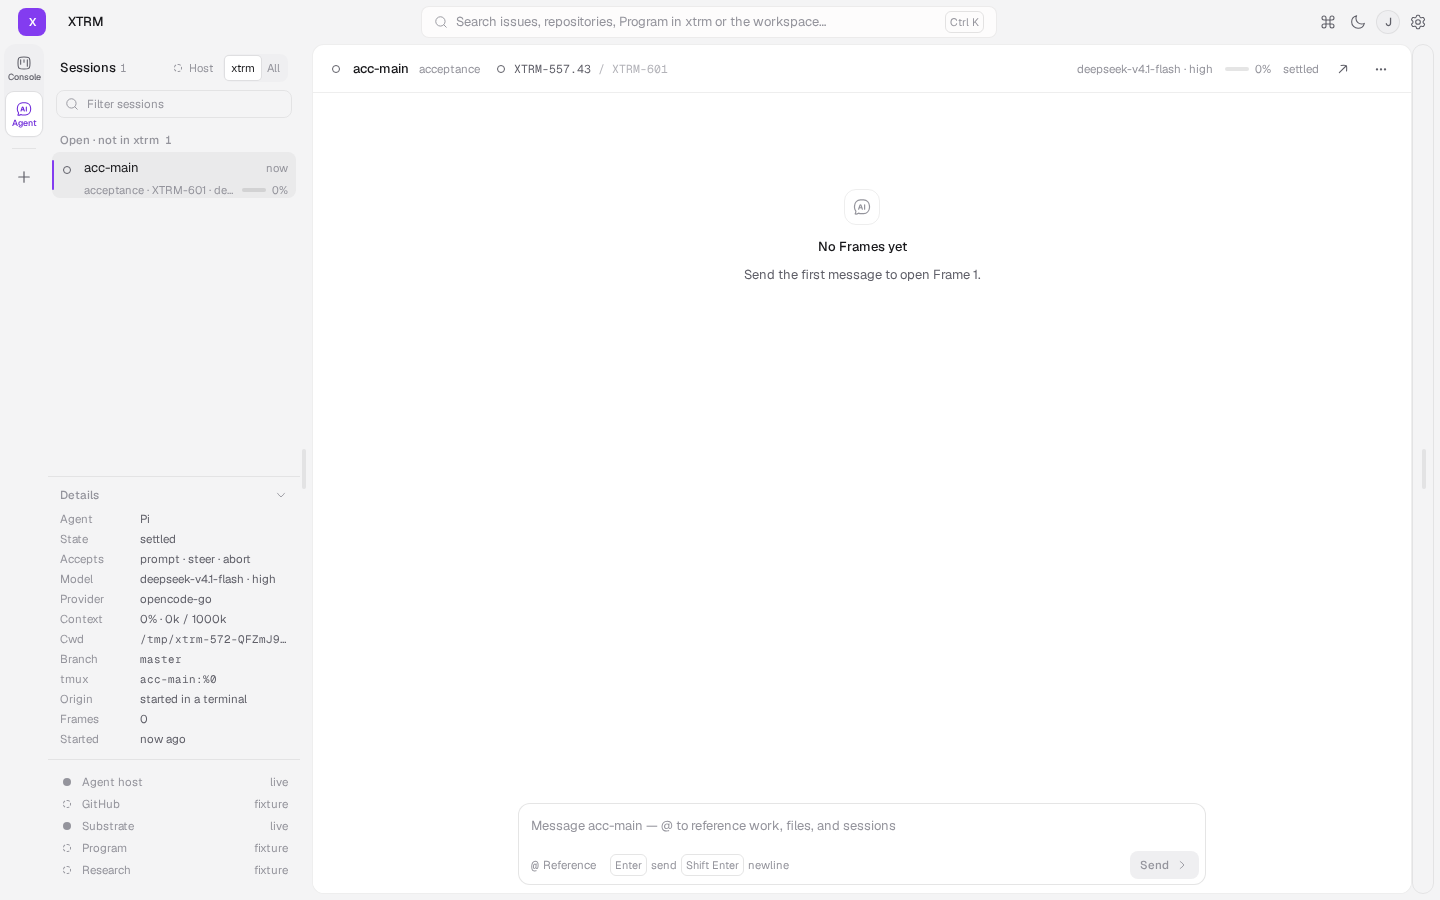 X XTRM Search issues, repositories, Program in xtrm or the workspace... Ctrl K J
Console
AI
Agent
Sessions 1 Host xtrm All
Filter sessions
Open · not in xtrm 1
acc-main now
acceptance · XTRM-601 · de... 0%
Details
Agent Pi
State settled
Accepts prompt · steer · abort
Model deepseek-v4.1-flash · high
Provider opencode-go
Context 0% · 0k / 1000k
Cwd /tmp/xtrm-572-QFZmJ9...
Branch master
tmux acc-main:%0
Origin started in a terminal
Frames 0
Started now ago
Agent host live
GitHub fixture
Substrate live
Program fixture
Research fixture
acc-main acceptance XTRM-557.43 / XTRM-601 deepseek-v4.1-flash · high 0% settled
AI
No Frames yet
Send the first message to open Frame 1.
Message acc-main — @ to reference work, files, and sessions
@ Reference Enter send Shift Enter newline Send